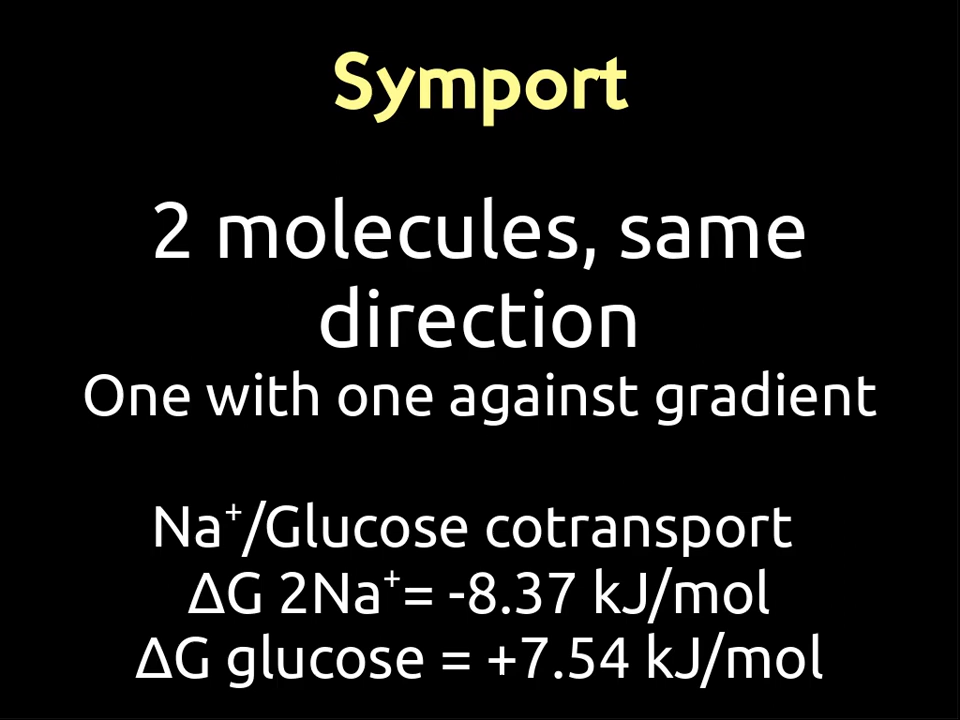 Symport
2 molecules, same
direction
One with one against gradient
Na⁺/Glucose cotransport
ΔG 2Na⁺= -8.37 kJ/mol
ΔG glucose = +7.54 kJ/mol